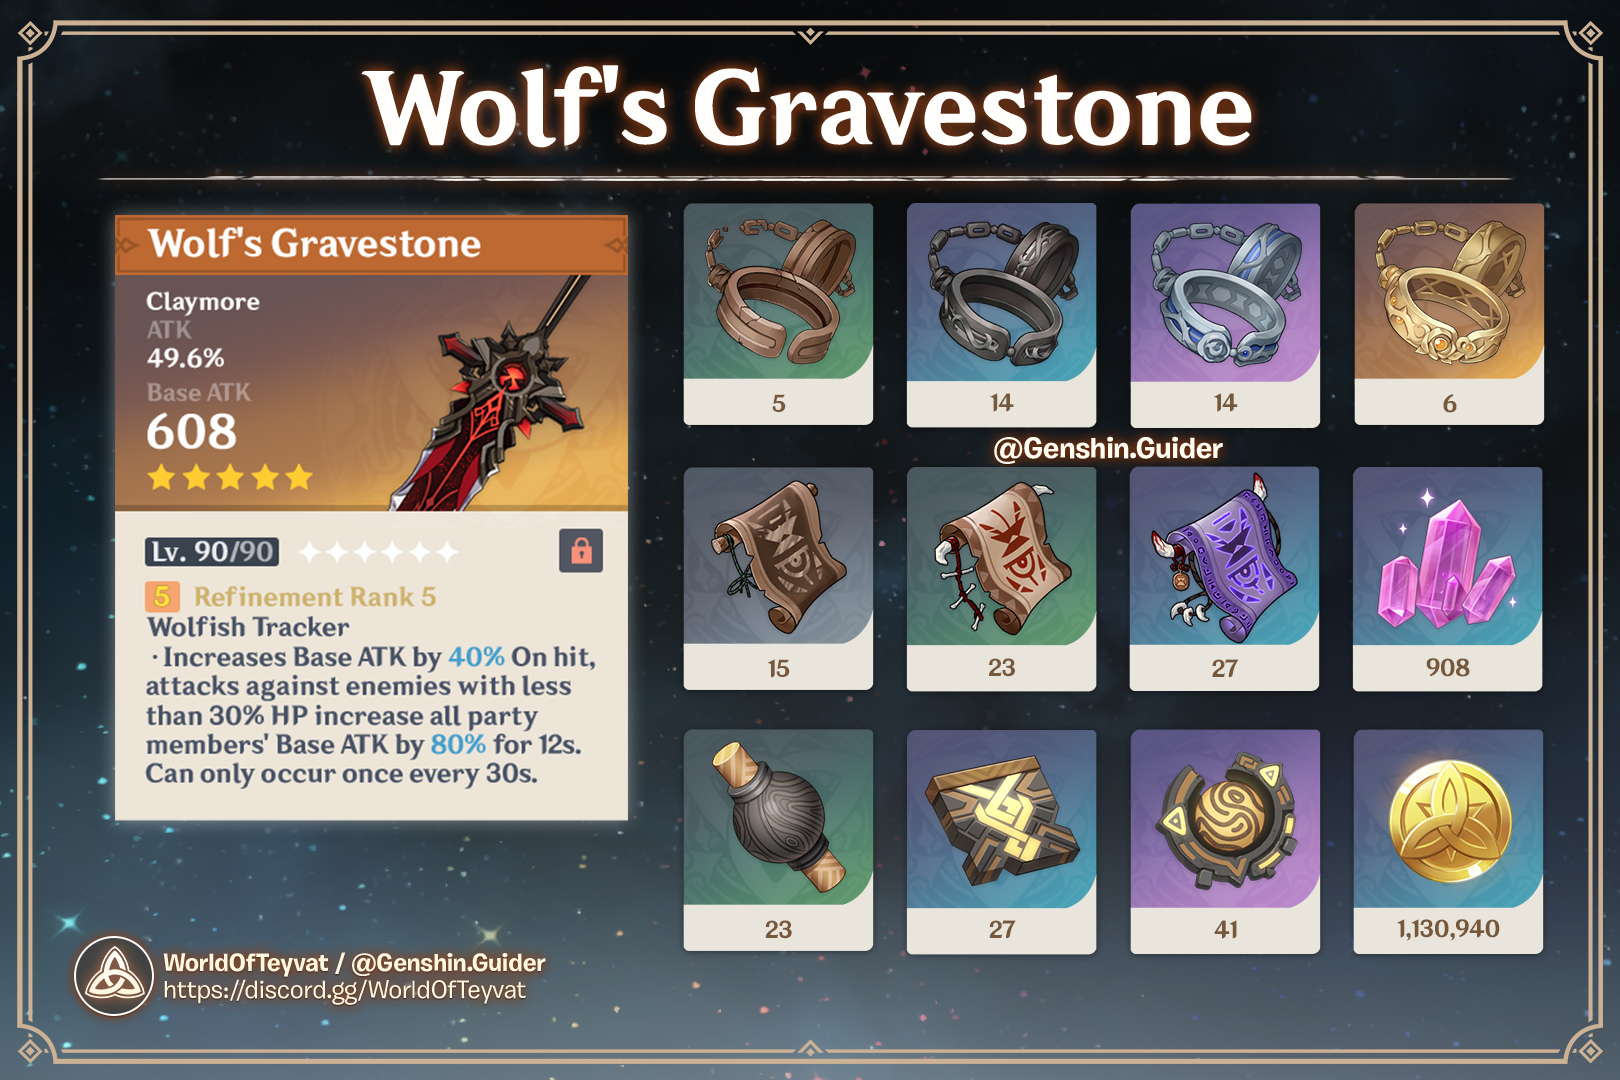 Wolf's Gravestone
Wolf's Gravestone
Claymore
ATK
49.6%
Base ATK
608
Lv. 90/90
5 Refinement Rank 5
Wolfish Tracker
· Increases Base ATK by 40% On hit,
attacks against enemies with less
than 30% HP increase all party
members' Base ATK by 80% for 12s.
Can only occur once every 30s.
5
14
14
6
@Genshin.Guider
15
23
27
908
23
27
41
1,130,940
WorldOfTeyvat / @Genshin.Guider
https://discord.gg/WorldOfTeyvat